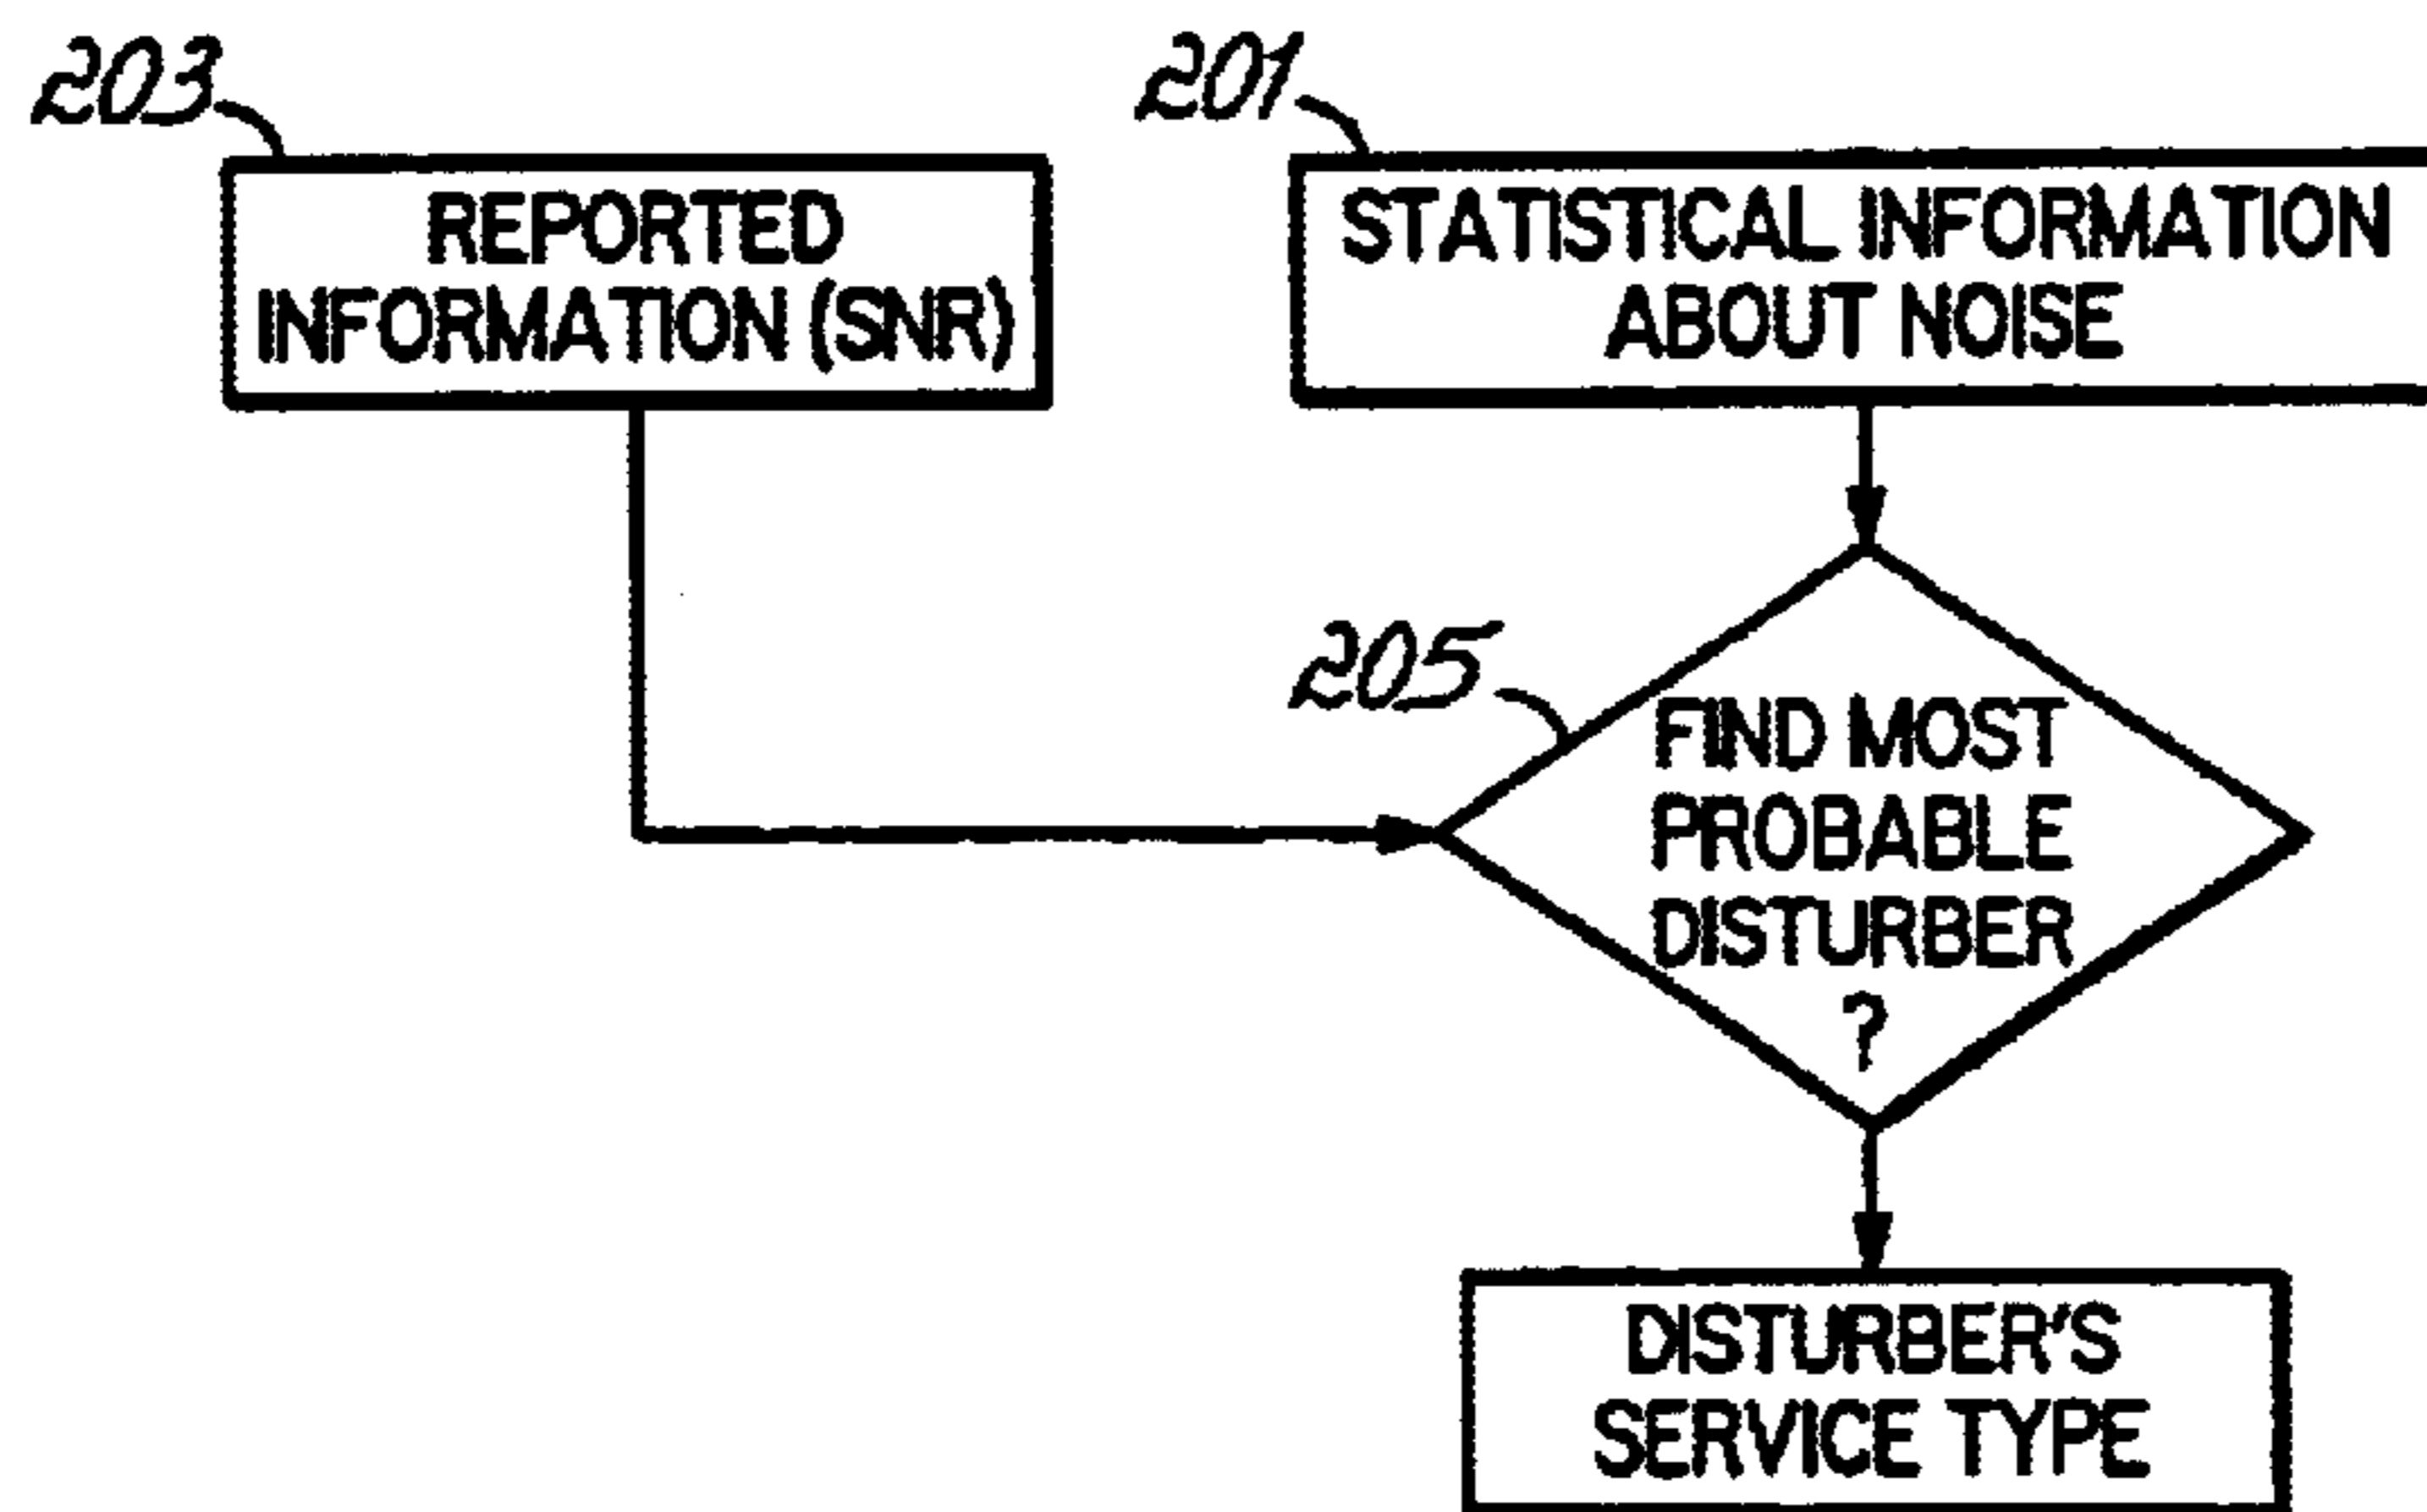 203
REPORTED
INFORMATION (SNR)
201
STATISTICAL INFORMATION
ABOUT NOISE
205
FIND MOST
PROBABLE
DISTURBER
?
DISTURBER'S
SERVICE TYPE